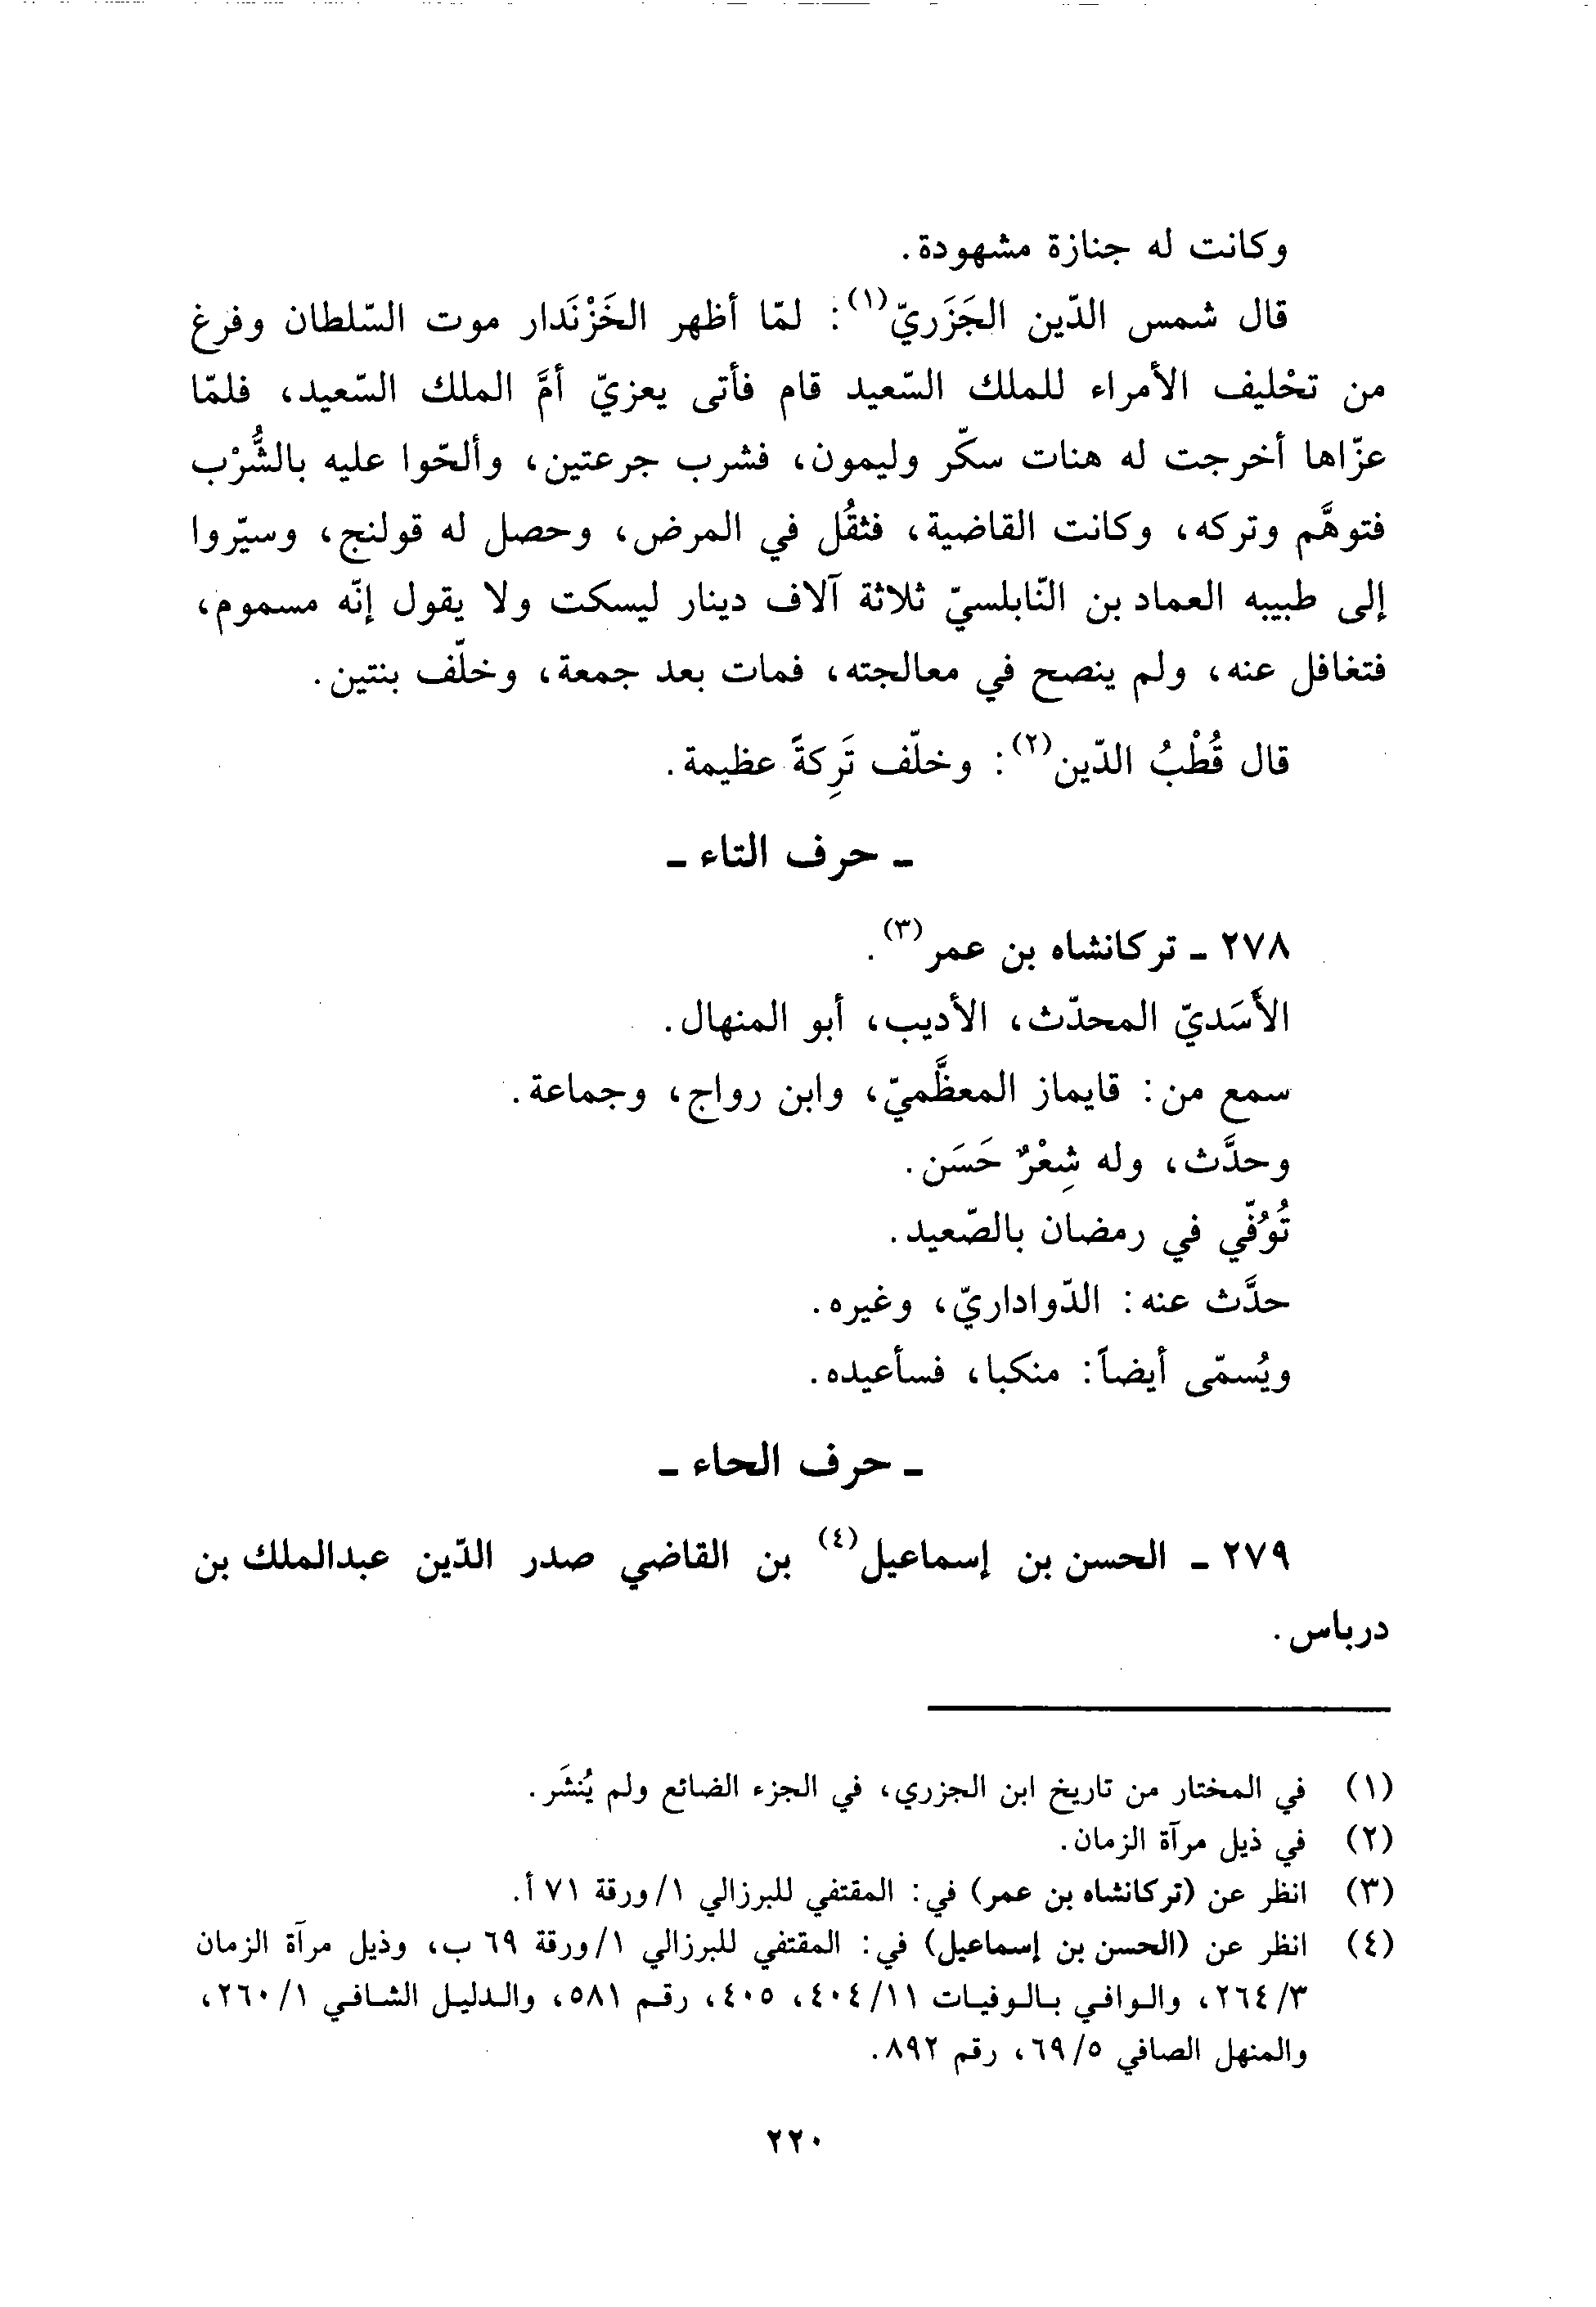 وكانت له جنازة مشهودة.
قال شمس الدّين الجَزَريّ(١): لمّا أظهر الخَزْنَدار موت السّلطان وفرغ
من تحْليف الأمراء للملك السّعيد قام فأتى يعزيّ أمَّ الملك السّعيد، فلمّا
عزّاها أخرجت له هنات سكّر وليمون، فشرب جرعتين، وألحّوا عليه بالشُّرْب
فتوهَّم وتركه، وكانت القاضية، فثقُل في المرض، وحصل له قولنج، وسيّروا
إلى طبيبه العماد بن النّابلسيّ ثلاثة آلاف دينار ليسكت ولا يقول إنّه مسموم،
فتغافل عنه، ولم ينصح في معالجته، فمات بعد جمعة، وخلّف بنتين.
قال قُطْبُ الدّين(٢): وخلّف تَرِكةً عظيمة.
ـ حرف التاء ـ
٢٧٨ ـ تركانشاه بن عمر(٣).
الأَسَديّ المحدّث، الأديب، أبو المنهال.
سمع من: قايماز المعظَّميّ، وابن رواج، وجماعة.
وحدَّث، وله شِعْرٌ حَسَن.
تُوُفّي في رمضان بالصّعيد.
حدَّث عنه: الدّواداريّ، وغيره.
ويُسمّى أيضاً: منكبا، فسأعيده.
ـ حرف الحاء ـ
٢٧٩ ـ الحسن بن إسماعيل(٤) بن القاضي صدر الدّين عبدالملك بن
درباس.
(١) في المختار من تاريخ ابن الجزري، في الجزء الضائع ولم يُنشَر.
(٢) في ذيل مرآة الزمان.
(٣) انظر عن (تركانشاه بن عمر) في: المقتفي للبرزالي ١/ورقة ٧١ أ.
(٤) انظر عن (الحسن بن إسماعيل) في: المقتفي للبرزالي ١/ورقة ٦٩ ب، وذيل مرآة الزمان
٣/٢٦٤، والوافي بالوفيات ١١/٤٠٤، ٤٠٥، رقم ٥٨١، والدليل الشافي ١/٢٦٠،
والمنهل الصافي ٥/٦٩، رقم ٨٩٢.
٢٢٠